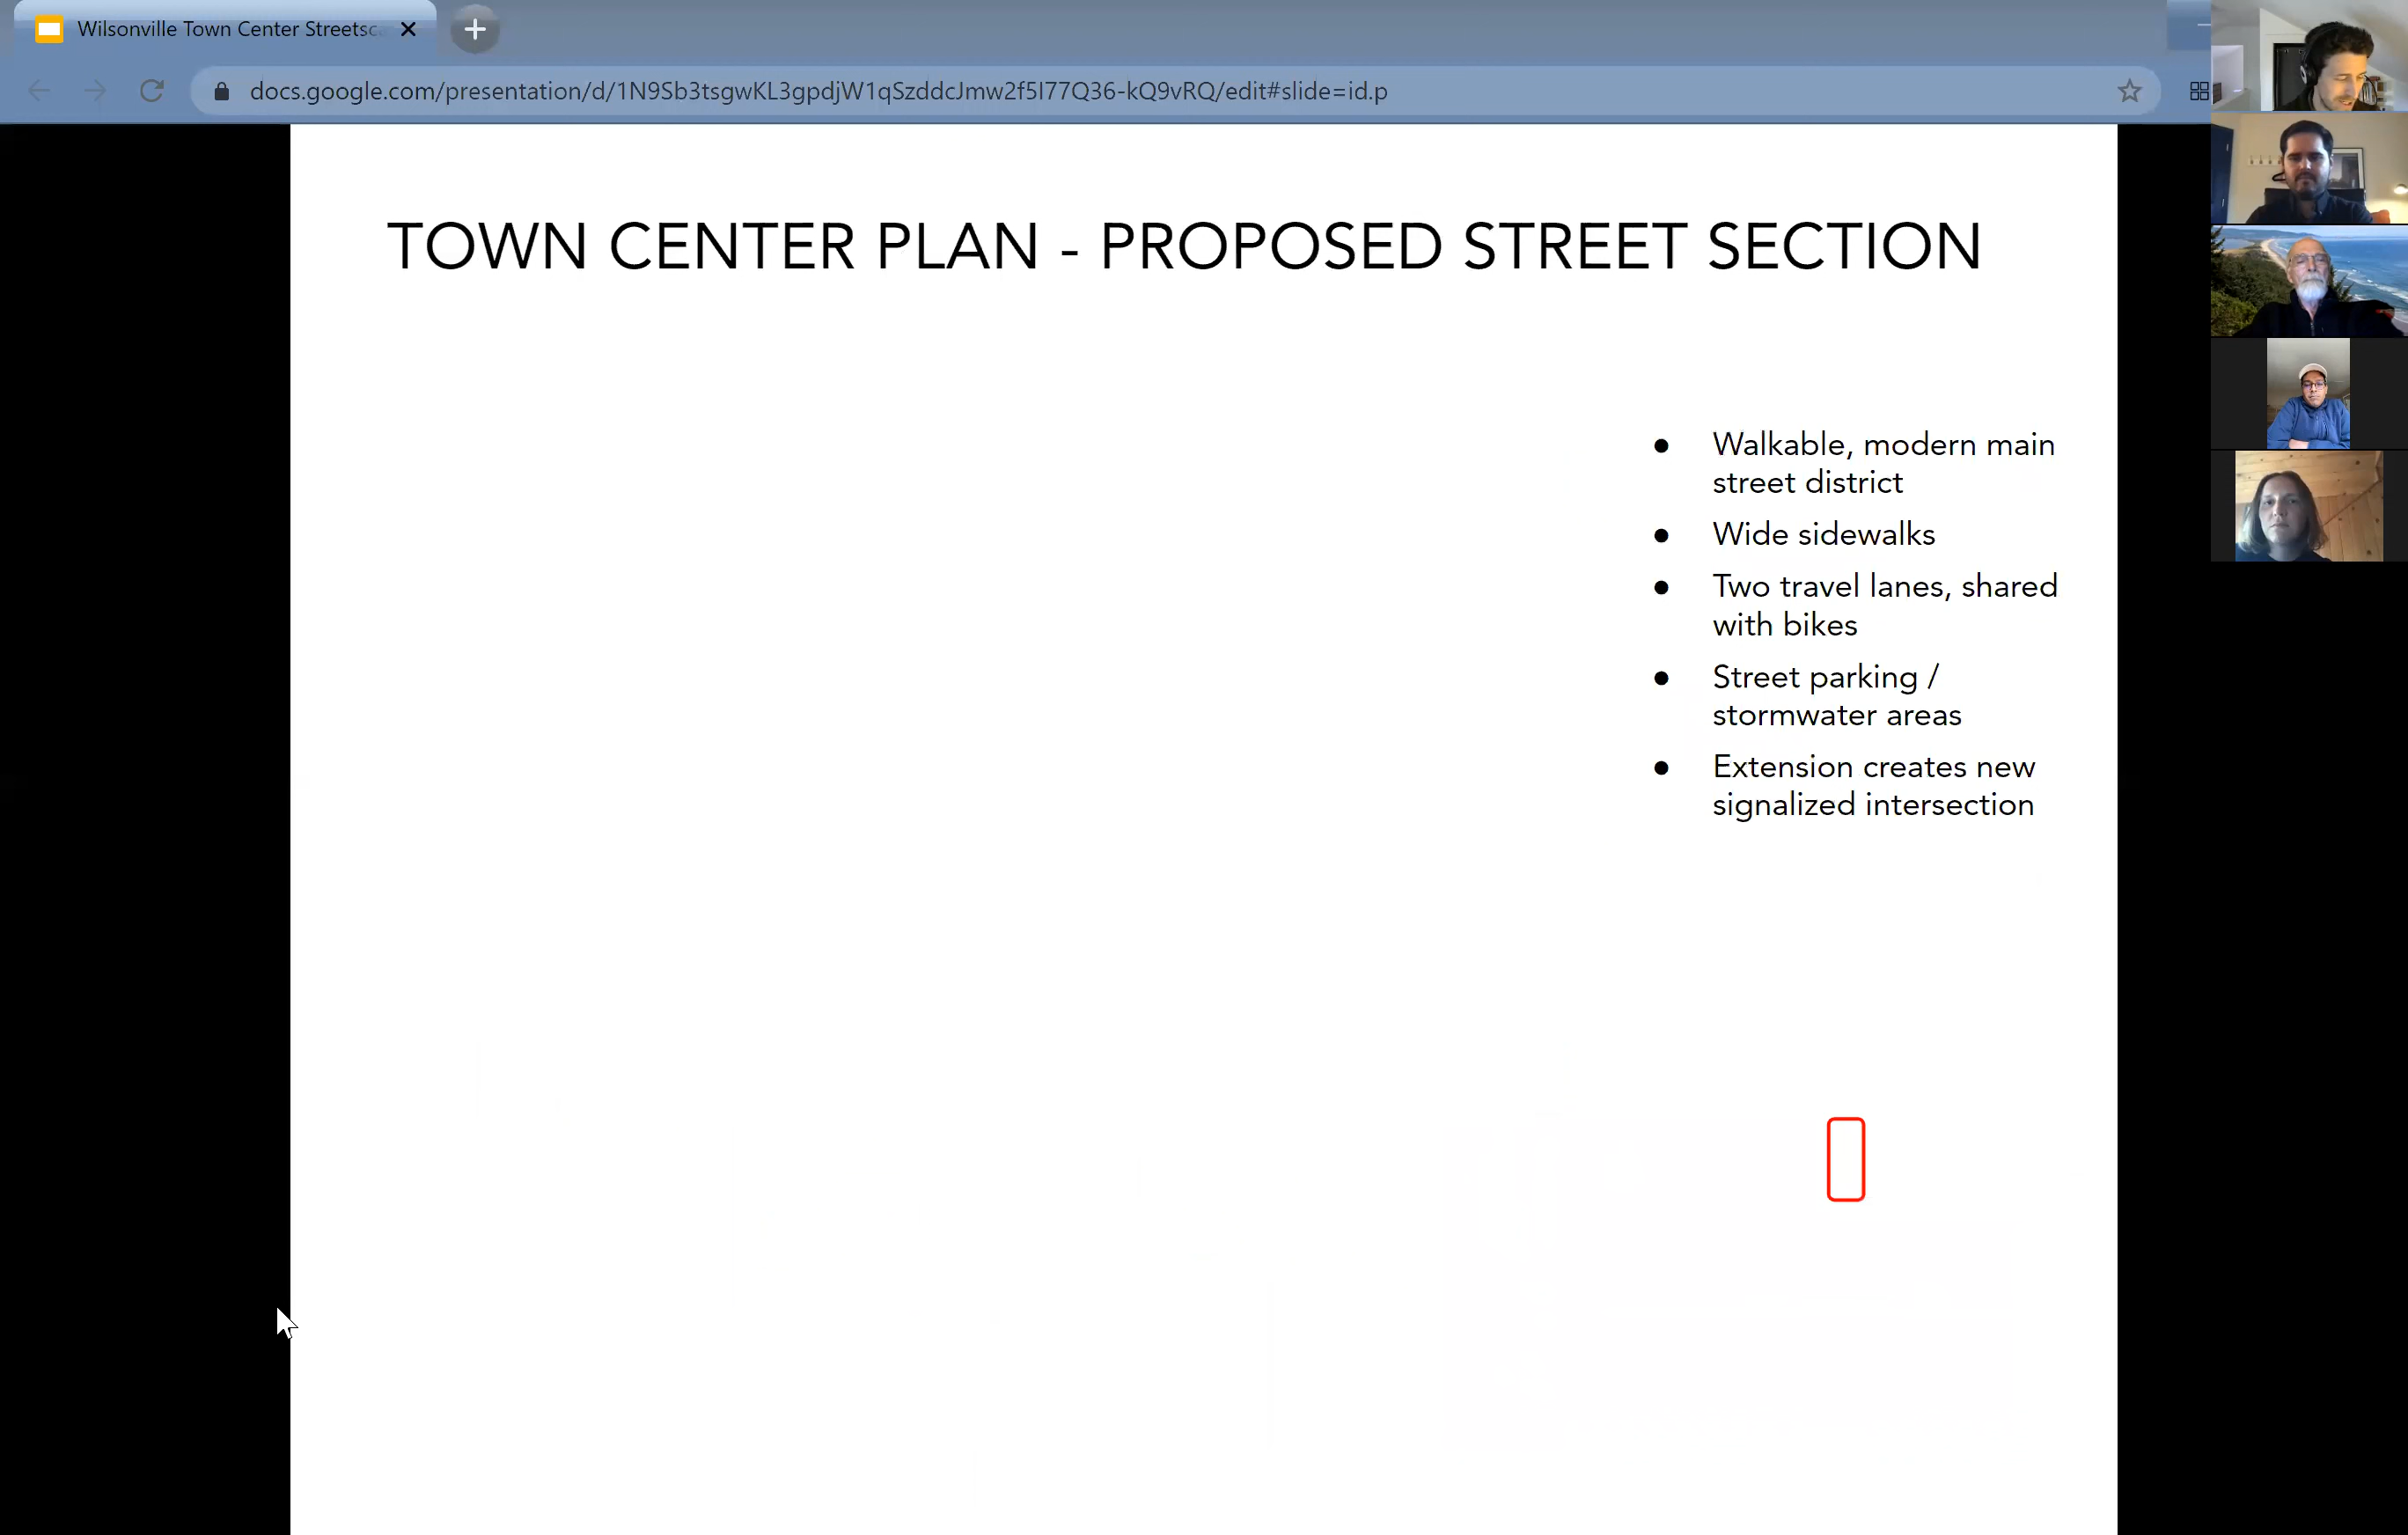 Wilsonville Town Center Streetsc
docs.google.com/presentation/d/1N9Sb3tsgwKL3gpdjW1qSzddcJmw2f5I77Q36-kQ9vRQ/edit#slide=id.p
TOWN CENTER PLAN - PROPOSED STREET SECTION
● Walkable, modern main
street district
● Wide sidewalks
● Two travel lanes, shared
with bikes
● Street parking /
stormwater areas
● Extension creates new
signalized intersection